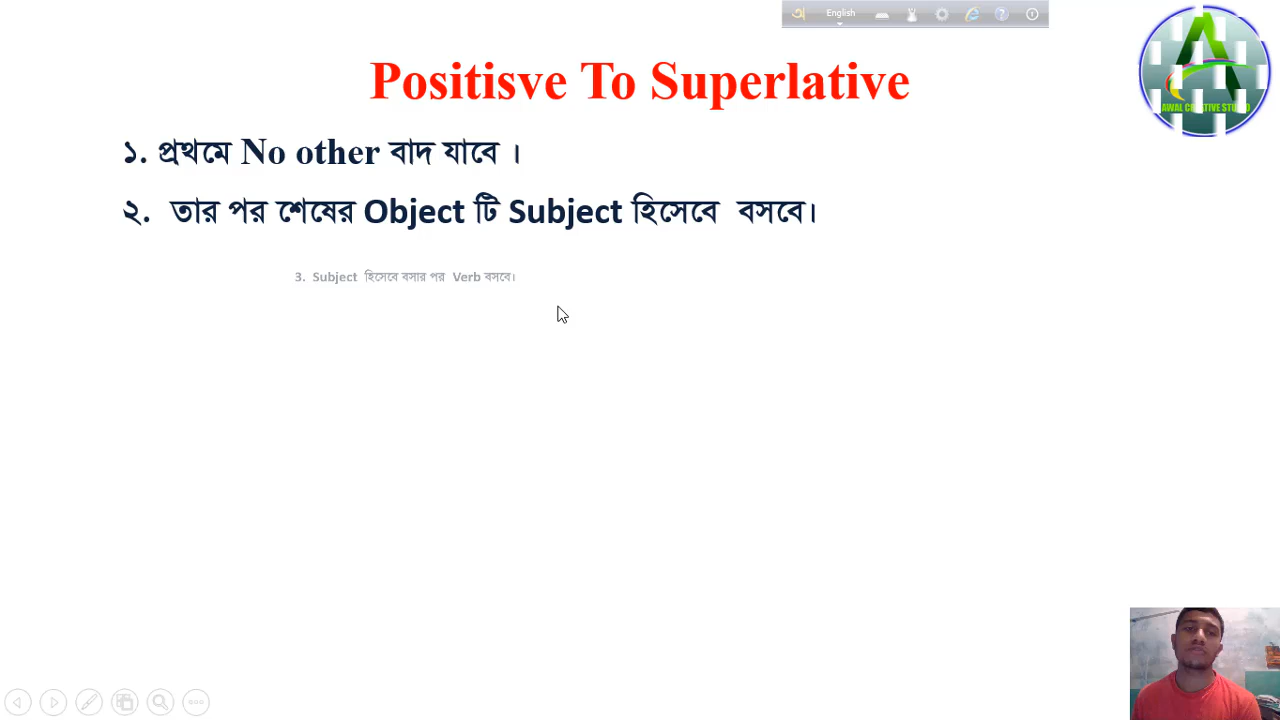 English
Positisve To Superlative
১. প্রথমে No other বাদ যাবে ।
২. তার পর শেষের Object টি Subject হিসেবে বসবে।
3. Subject হিসেবে বসার পর Verb বসবে।